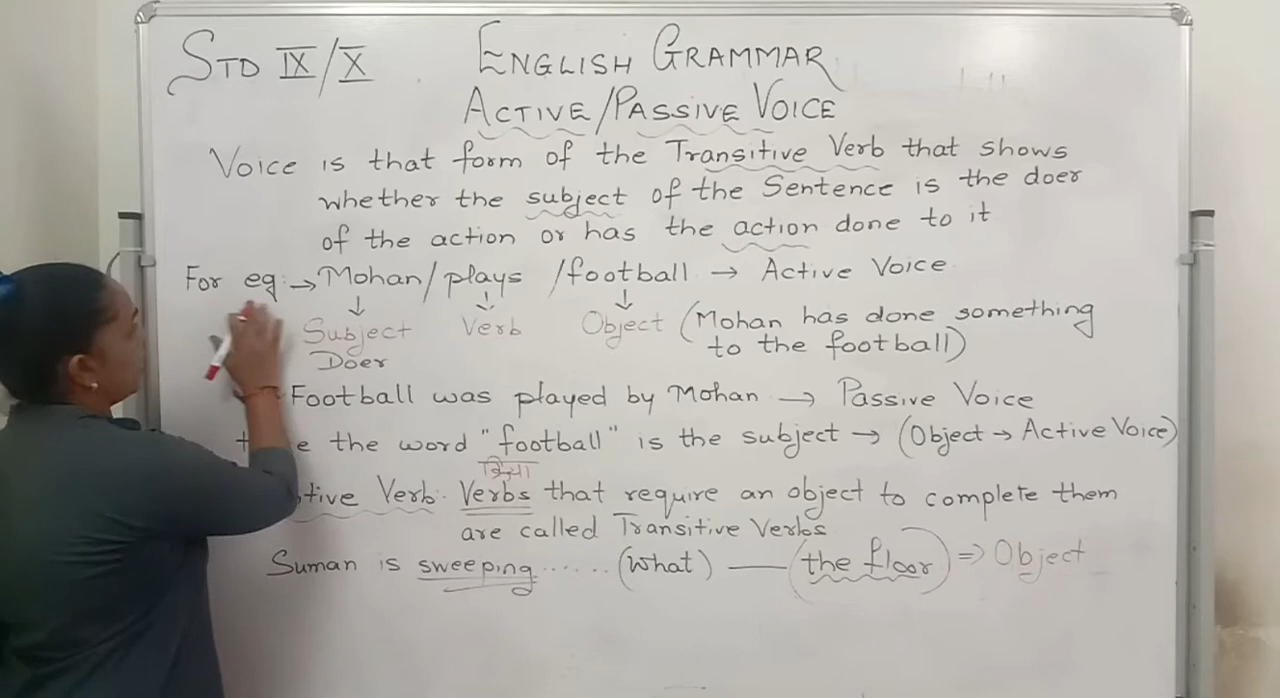 STD IX/X ENGLISH GRAMMAR
ACTIVE/PASSIVE VOICE
Voice is that form of the Transitive Verb that shows
whether the subject of the Sentence is the doer
of the action or has the action done to it
For eg:→ Mohan/plays /football → Active Voice
↓ ↓ ↓
Subject Verb Object (Mohan has done something
Doer to the football)
Football was played by Mohan → Passive Voice
the word "football" is the subject → (Object → Active Voice)
क्रिया
Verb. Verbs that require an object to complete them
are called Transitive Verbs
Suman is sweeping...... (what) — (the floor) ⇒ Object